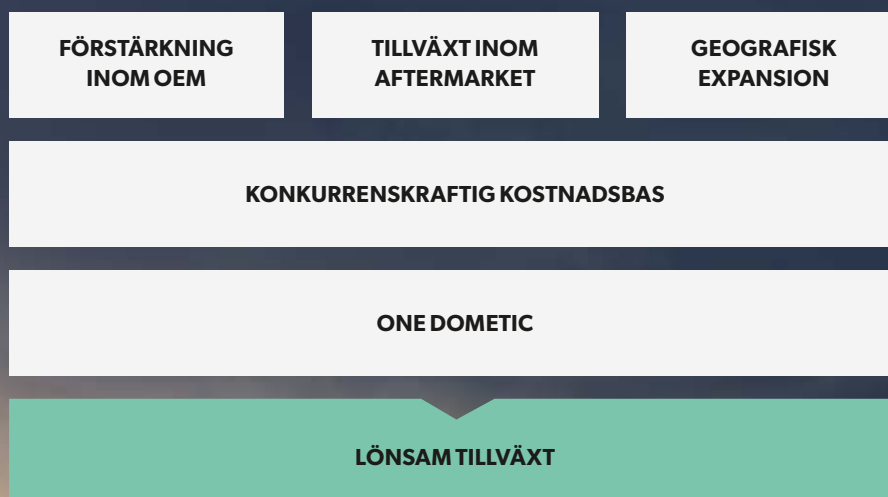 FÖRSTÄRKNING
INOM OEM
TILLVÄXT INOM
AFTERMARKET
GEOGRAFISK
EXPANSION
KONKURRENSKRAFTIG KOSTNADSBAS
ONE DOMETIC
LÖNSAM TILLVÄXT